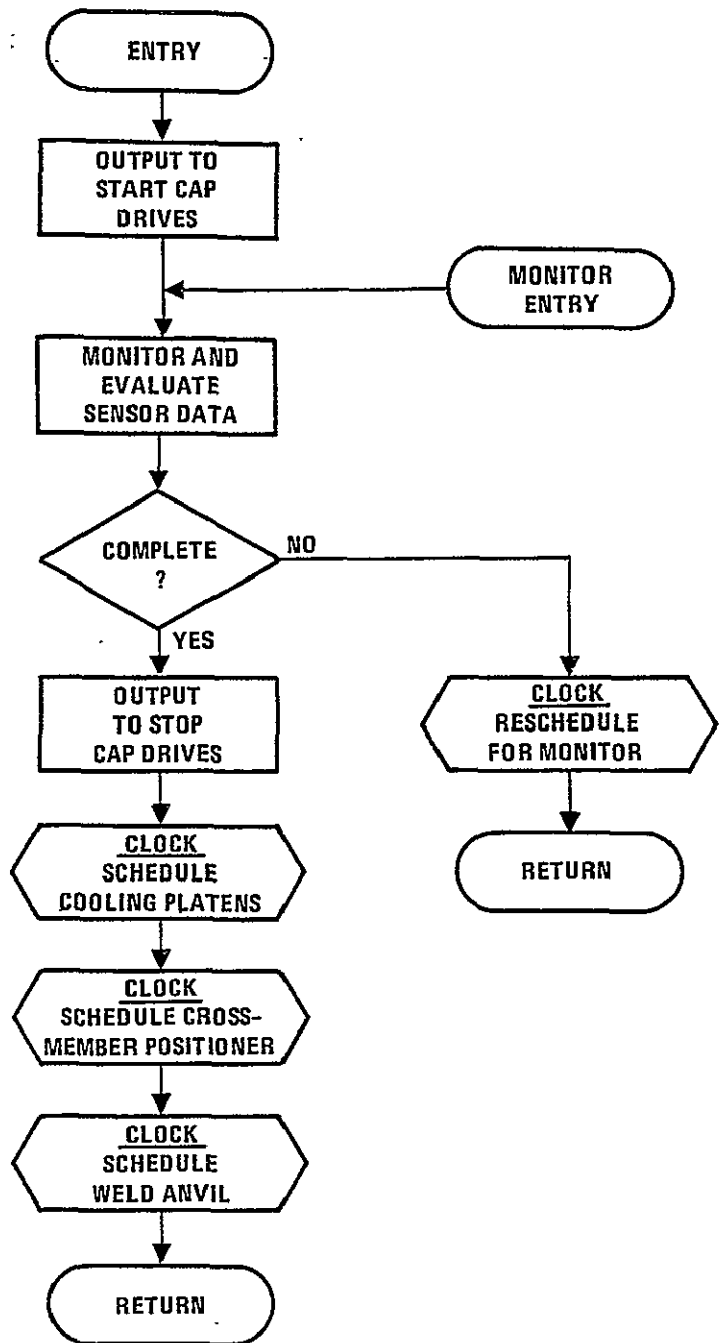 ENTRY
OUTPUT TO
START CAP
DRIVES
MONITOR
ENTRY
MONITOR AND
EVALUATE
SENSOR DATA
COMPLETE
?
NO
YES
OUTPUT
TO STOP
CAP DRIVES
CLOCK
RESCHEDULE
FOR MONITOR
CLOCK
SCHEDULE
COOLING PLATENS
RETURN
CLOCK
SCHEDULE CROSS-
MEMBER POSITIONER
CLOCK
SCHEDULE
WELD ANVIL
RETURN